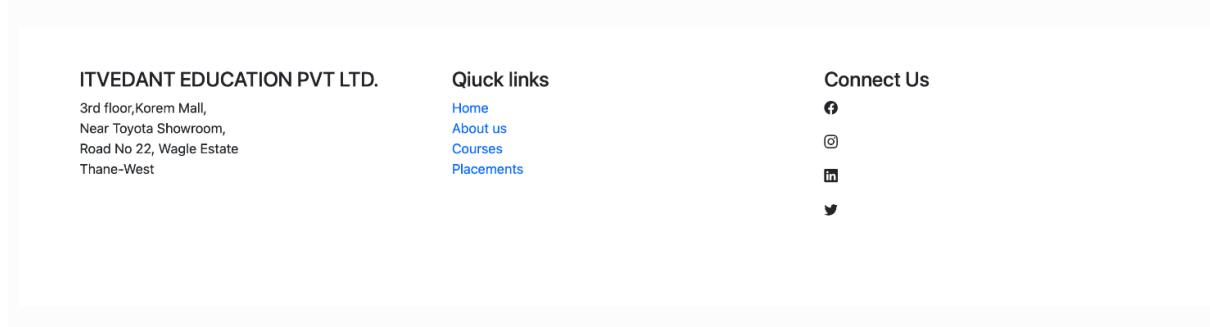 ITVEDANT EDUCATION PVT LTD.
3rd floor,Korem Mall,
Near Toyota Showroom,
Road No 22, Wagle Estate
Thane-West
Qiuck links
Home
About us
Courses
Placements
Connect Us